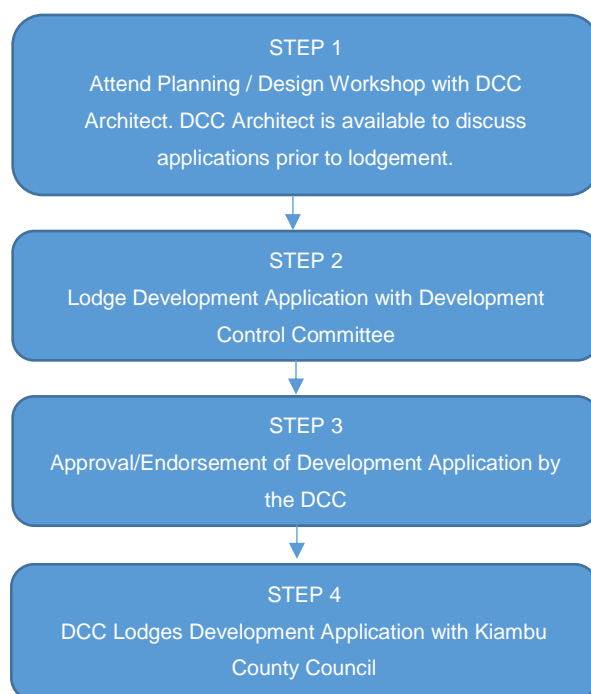 STEP 1
Attend Planning / Design Workshop with DCC
Architect. DCC Architect is available to discuss
applications prior to lodgement.
STEP 2
Lodge Development Application with Development
Control Committee
STEP 3
Approval/Endorsement of Development Application by
the DCC
STEP 4
DCC Lodges Development Application with Kiambu
County Council